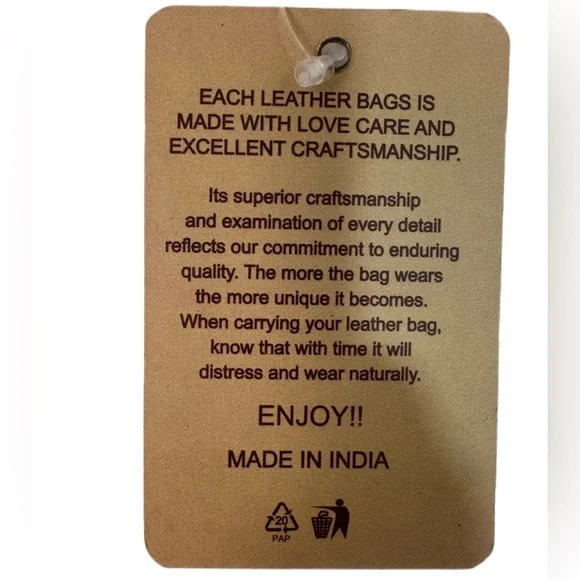 EACH LEATHER BAGS IS
MADE WITH LOVE CARE AND
EXCELLENT CRAFTSMANSHIP.
Its superior craftsmanship
and examination of every detail
reflects our commitment to enduring
quality. The more the bag wears
the more unique it becomes.
When carrying your leather bag,
know that with time it will
distress and wear naturally.
ENJOY!!
MADE IN INDIA
20
PAP